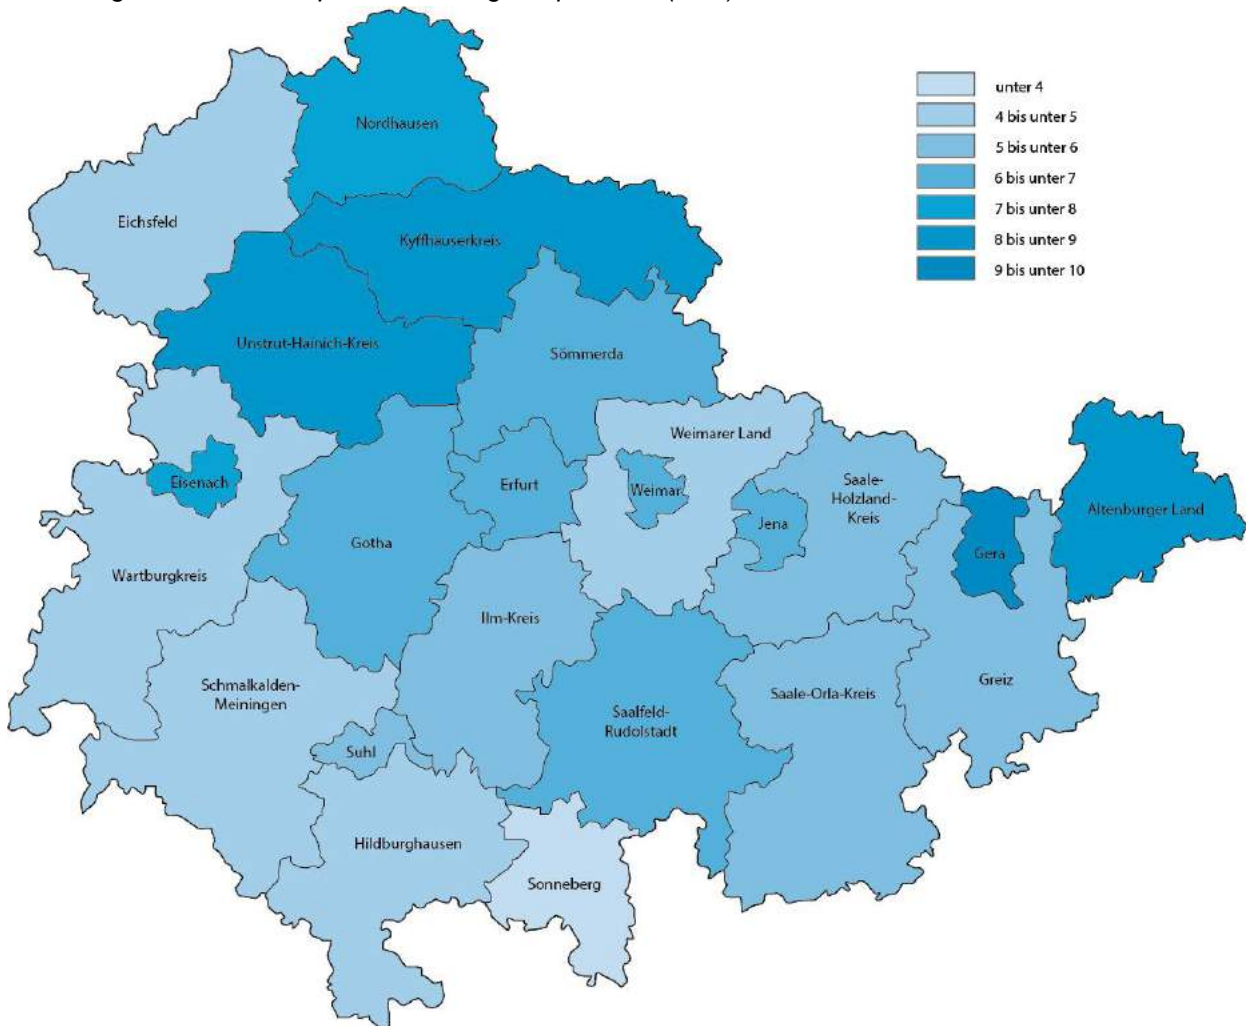 unter 4
4 bis unter 5
5 bis unter 6
6 bis unter 7
7 bis unter 8
8 bis unter 9
9 bis unter 10
Nordhausen
Eichsfeld
Kyffhäuserkreis
Unstrut-Hainich-Kreis
Sömmerda
Weimarer Land
Eisenach
Erfurt
Weimar
Saale-
Holzland-
Kreis
Jena
Altenburger Land
Gera
Gotha
Wartburgkreis
Ilm-Kreis
Schmalkalden-
Meiningen
Saalfeld-
Rudolstadt
Saale-Orla-Kreis
Greiz
Suhl
Hildburghausen
Sonneberg